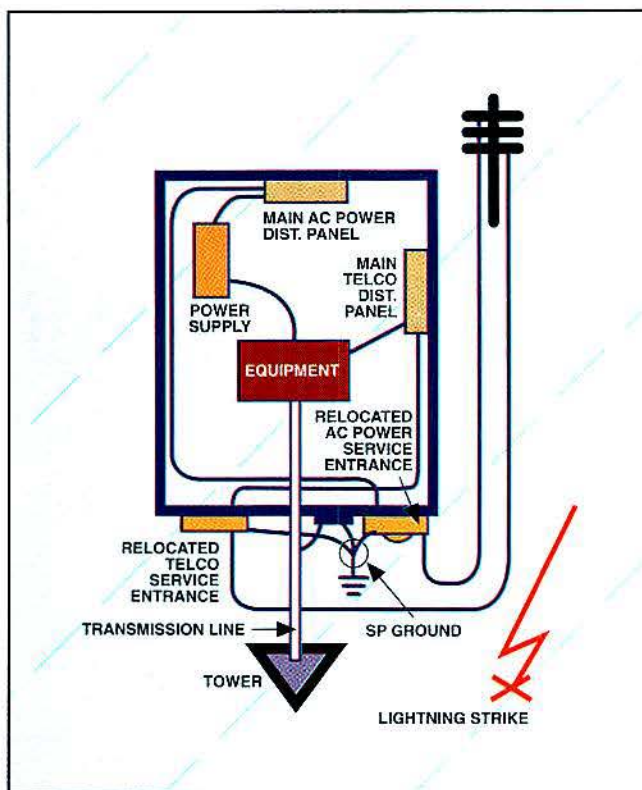 MAIN AC POWER
DIST. PANEL
MAIN
TELCO
DIST.
PANEL
POWER
SUPPLY
EQUIPMENT
RELOCATED
AC POWER
SERVICE
ENTRANCE
RELOCATED
TELCO
SERVICE
ENTRANCE
SP GROUND
TRANSMISSION LINE
TOWER
LIGHTNING STRIKE